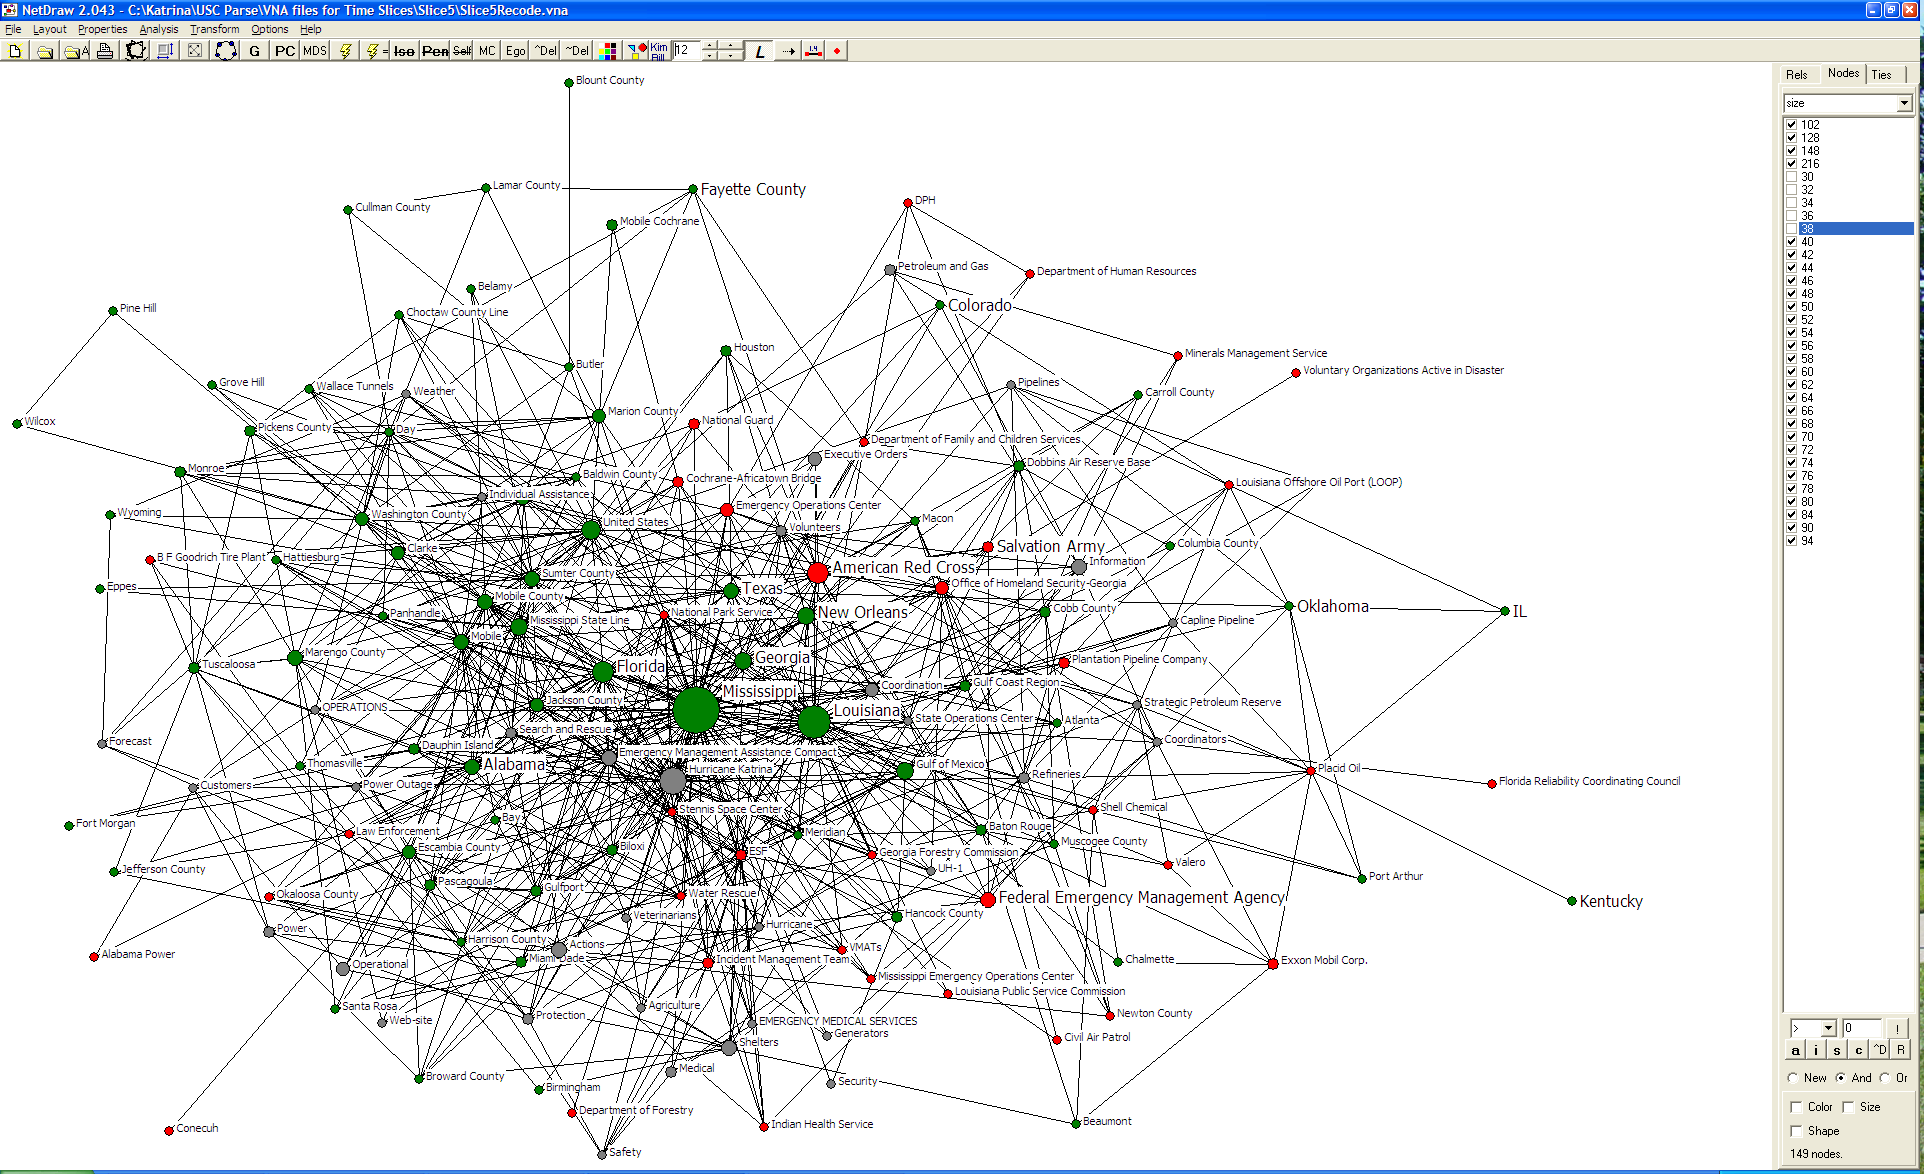 NetDraw 2.043 - C:\Katrina\USC Parse\VNA files for Time Slices\Slice5\Slice5Recode.vna
File Layout Properties Analysis Transform Options Help
G PC MDS Iso Pen Self MC Ego ^Del ~Del Kim Bill 12 L
Rels Nodes Ties
size
102
128
148
216
30
32
34
36
38
40
42
44
46
48
50
52
54
56
58
60
62
64
66
68
70
72
74
76
78
80
84
90
94
> 0 !
a i s c ^D R
New And Or
Color Size
Shape
149 nodes.
Blount County
Lamar County
Fayette County
Cullman County
DPH
Mobile Cochrane
Petroleum and Gas
Department of Human Resources
Belamy
Colorado
Pine Hill
Choctaw County Line
Houston
Minerals Management Service
Butler
Voluntary Organizations Active in Disaster
Grove Hill
Wallace Tunnels
Weather
Pipelines
Carroll County
Marion County
Wilcox
National Guard
Pickens County
Day
Department of Family and Children Services
Executive Orders
Monroe
Baldwin County
Cochrane-Africatown Bridge
Dobbins Air Reserve Base
Louisiana Offshore Oil Port (LOOP)
Individual Assistance
Emergency Operations Center
Wyoming
Washington County
United States
Volunteers
Macon
Clarke
Salvation Army
Columbia County
B F Goodrich Tire Plant
Hattiesburg
American Red Cross
Information
Sumter County
Eppes
Texas
Office of Homeland Security-Georgia
Mobile County
Panhandle
National Park Service
New Orleans
Cobb County
Oklahoma
IL
Mississippi State Line
Capline Pipeline
Mobile
Marengo County
Tuscaloosa
Florida
Georgia
Plantation Pipeline Company
Coordination
Gulf Coast Region
Mississippi
Jackson County
OPERATIONS
Louisiana
Strategic Petroleum Reserve
State Operations Center
Atlanta
Search and Rescue
Forecast
Dauphin Island
Emergency Management Assistance Compact
Coordinators
Thomasville
Alabama
Hurricane Katrina
Gulf of Mexico
Refineries
Placid Oil
Florida Reliability Coordinating Council
Customers
Power Outage
Stennis Space Center
Shell Chemical
Fort Morgan
Bay
Law Enforcement
Meridian
Baton Rouge
Muscogee County
Escambia County
Biloxi
ESF
Georgia Forestry Commission
Valero
Jefferson County
UH-1
Port Arthur
Pascagoula
Gulfport
Okaloosa County
Water Rescue
Federal Emergency Management Agency
Kentucky
Veterinarians
Hancock County
Power
Hurricane
Harrison County
Actions
VMATs
Alabama Power
Operational
Miami Dade
Incident Management Team
Chalmette
Exxon Mobil Corp.
Mississippi Emergency Operations Center
Louisiana Public Service Commission
Santa Rosa
Agriculture
Web-site
Protection
EMERGENCY MEDICAL SERVICES
Newton County
Generators
Civil Air Patrol
Shelters
Medical
Broward County
Security
Birmingham
Department of Forestry
Conecuh
Indian Health Service
Beaumont
Safety